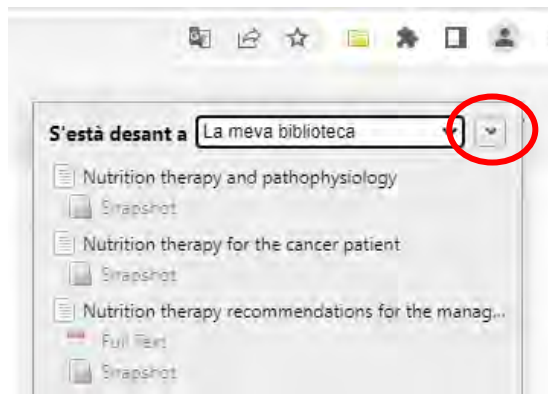 S'està desant a La meva biblioteca
Nutrition therapy and pathophysiology
Snapshot
Nutrition therapy for the cancer patient
Snapshot
Nutrition therapy recommendations for the manag...
Full Text
Snapshot